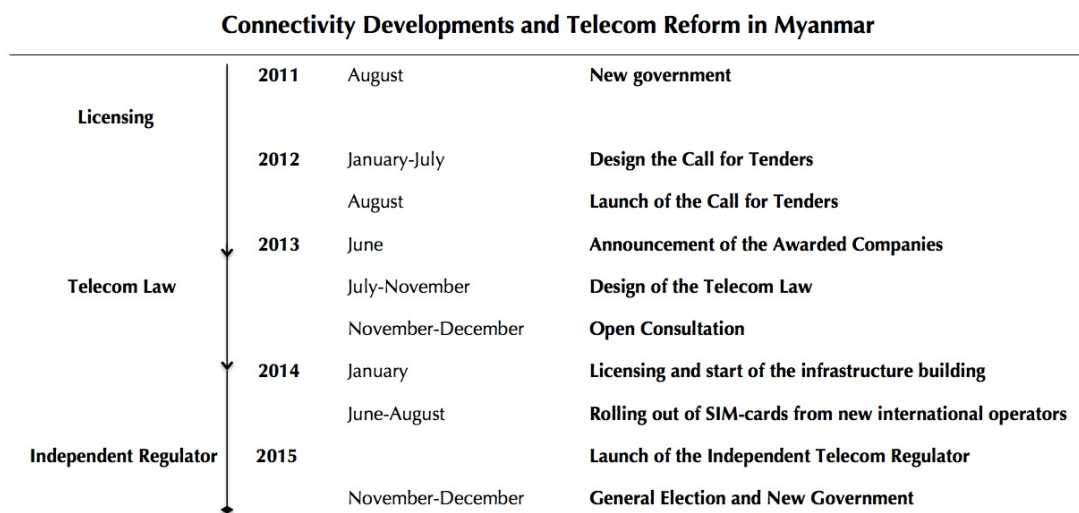 Connectivity Developments and Telecom Reform in Myanmar
2011 August New government
Licensing
2012 January-July Design the Call for Tenders
August Launch of the Call for Tenders
2013 June Announcement of the Awarded Companies
Telecom Law July-November Design of the Telecom Law
November-December Open Consultation
2014 January Licensing and start of the infrastructure building
June-August Rolling out of SIM-cards from new international operators
Independent Regulator 2015 Launch of the Independent Telecom Regulator
November-December General Election and New Government